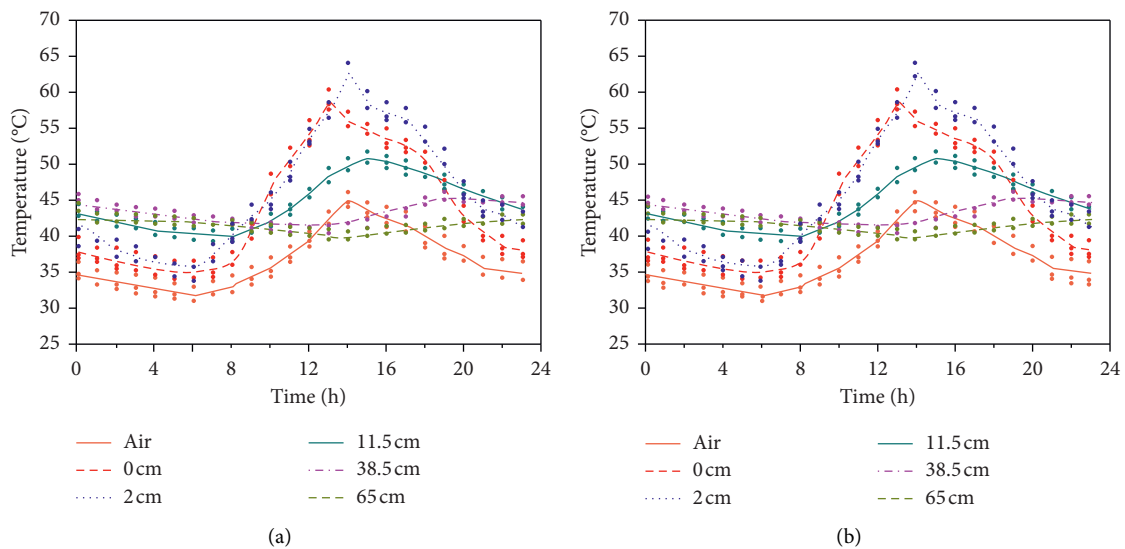 70
65
60
55
50
45
40
35
30
25
Temperature (°C)
0 4 8 12 16 20 24
Time (h)
Air
0 cm
2 cm
11.5 cm
38.5 cm
65 cm
(a)
70
65
60
55
50
45
40
35
30
25
Temperature (°C)
0 4 8 12 16 20 24
Time (h)
Air
0 cm
2 cm
11.5 cm
38.5 cm
65 cm
(b)